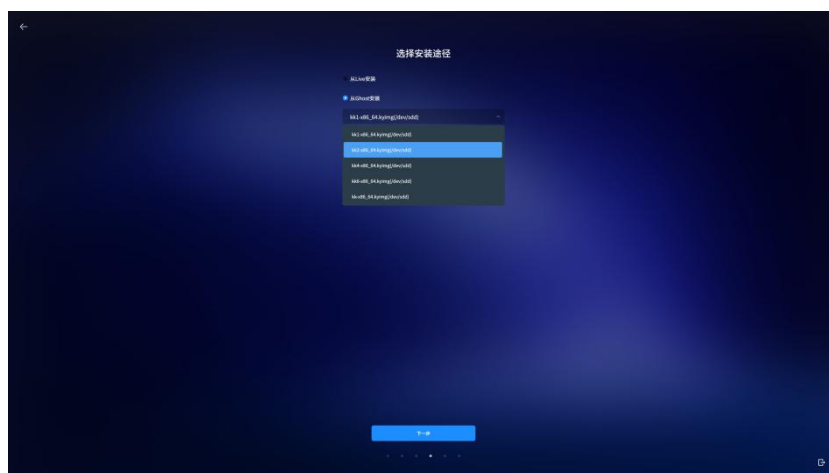 选择安装途径
从Live安装
从Ghost安装
kk1-x86_64.kyimg(/dev/sdd)
kk1-x86_64.kyimg(/dev/sdd)
kk2-x86_64.kyimg(/dev/sdd)
kk4-x86_64.kyimg(/dev/sdd)
kk6-x86_64.kyimg(/dev/sdd)
kk-x86_64.kyimg(/dev/sdd)
下一步